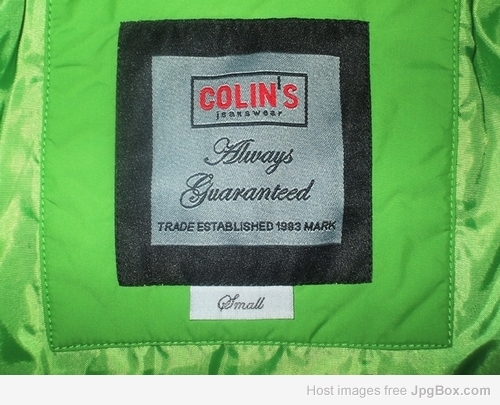 COLIN'S
jeanswear
Always
Guaranteed
TRADE ESTABLISHED 1983 MARK
Small
Host images free JpgBox.com